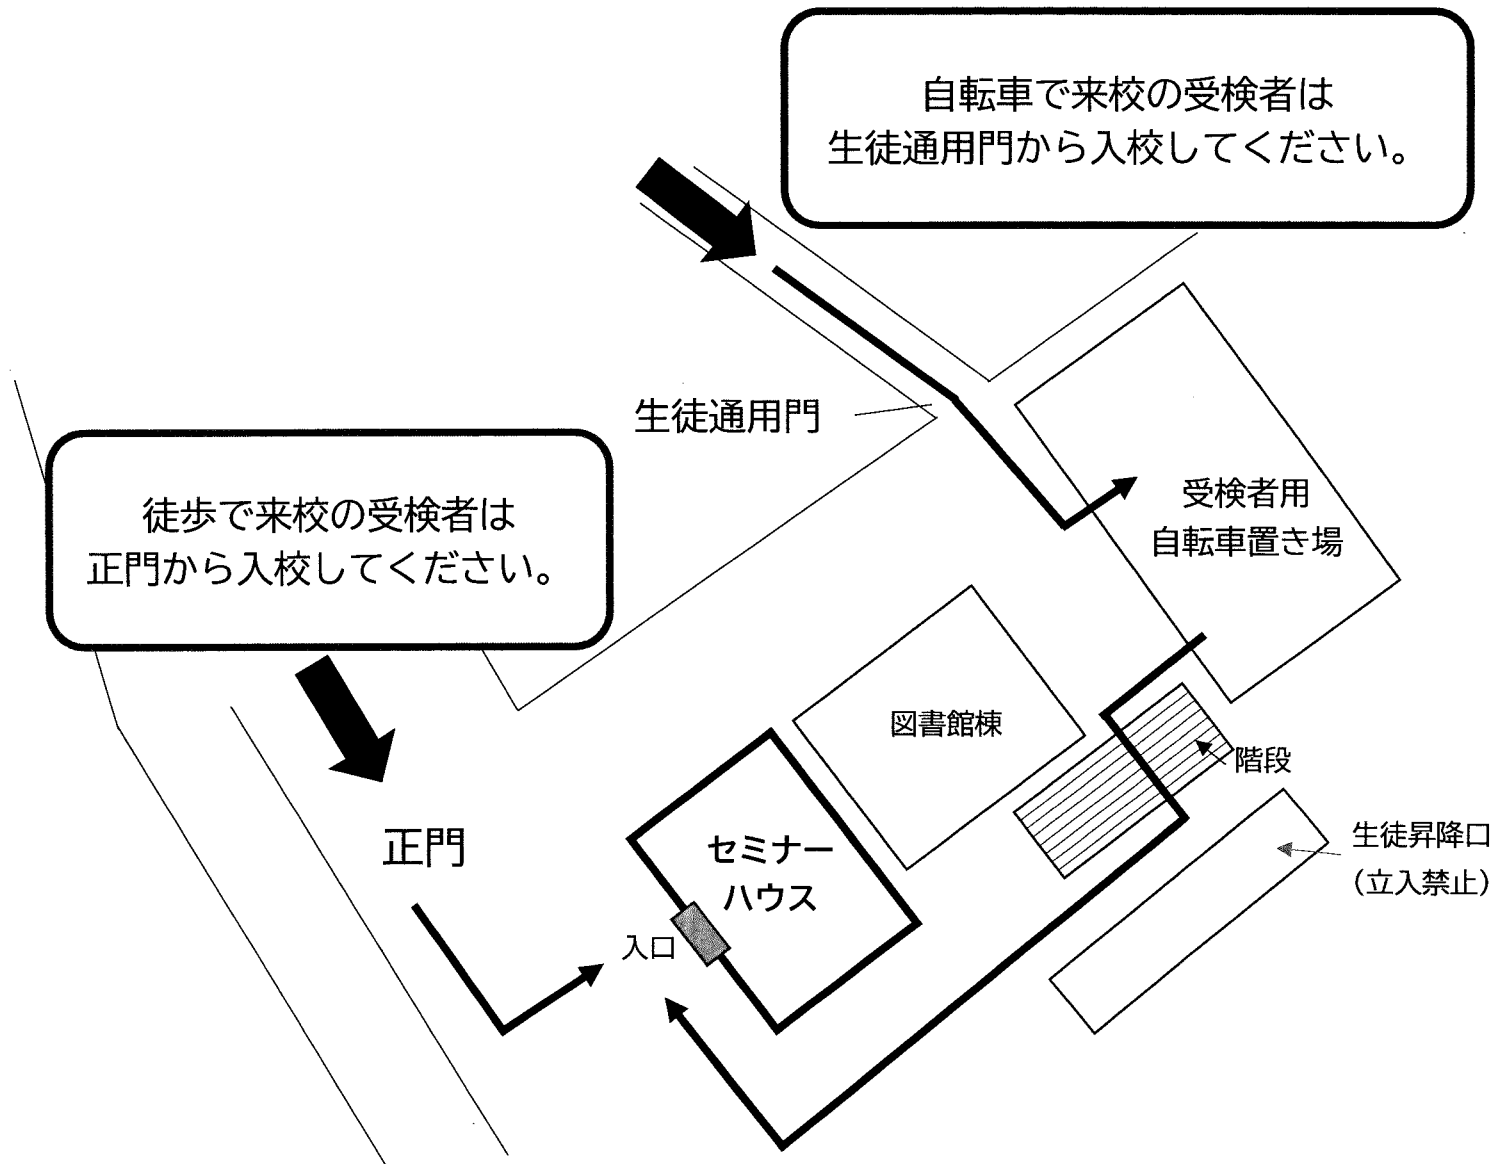 自転車で来校の受検者は
生徒通用門から入校してください。
生徒通用門
徒歩で来校の受検者は
正門から入校してください。
受検者用
自転車置き場
図書館棟
階段
正門
セミナー
ハウス
入口
生徒昇降口
（立入禁止）